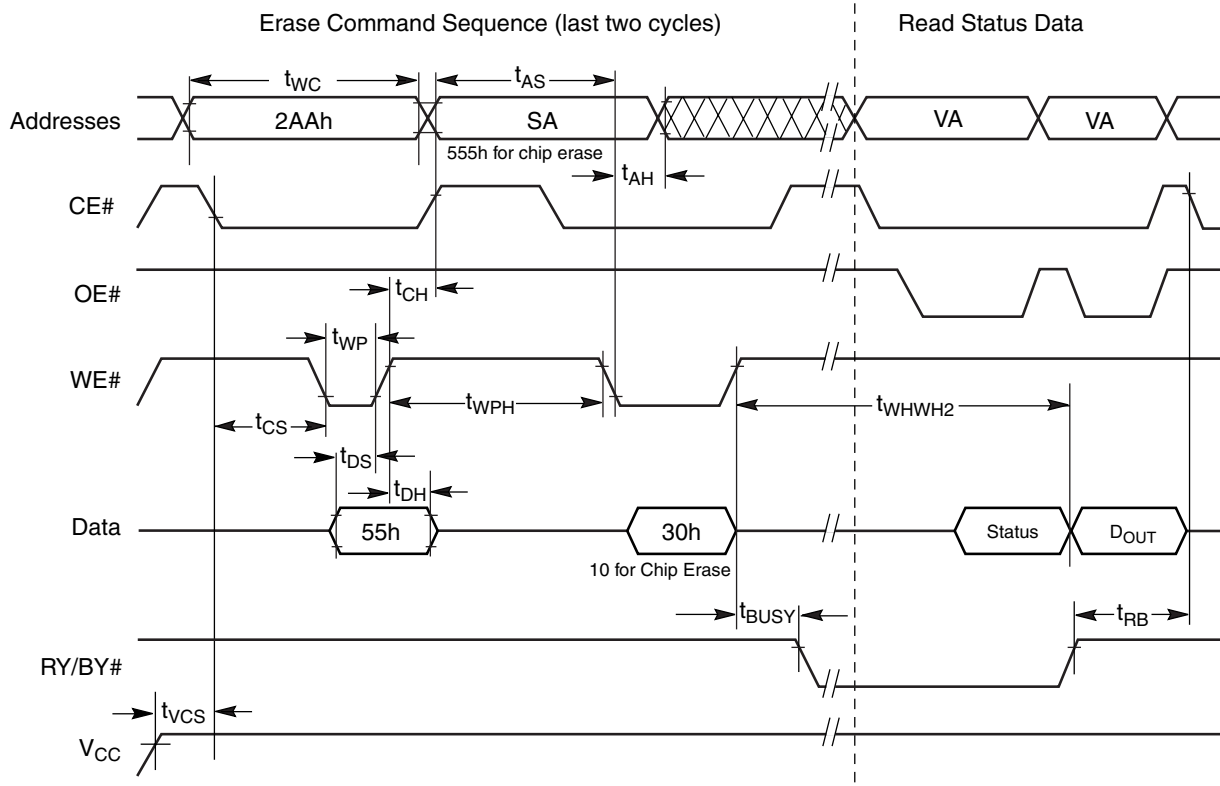 Erase Command Sequence (last two cycles)
Read Status Data
tWC
tAS
Addresses
2AAh
SA
VA
VA
555h for chip erase
tAH
CE#
OE#
tCH
tWP
WE#
tWPH
tWHWH2
tCS
tDS
tDH
Data
55h
30h
Status
DOUT
10 for Chip Erase
tBUSY
tRB
RY/BY#
tVCS
VCC